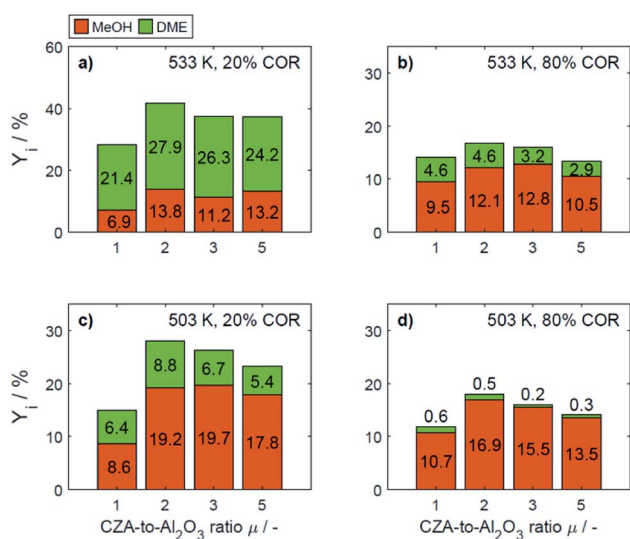 MeOH DME
a) 533 K, 20% COR
Y_i / %
60
40
20
0
21.4 27.9 26.3 24.2
6.9 13.8 11.2 13.2
1 2 3 5
b) 533 K, 80% COR
30
20
10
0
4.6 4.6 3.2 2.9
9.5 12.1 12.8 10.5
1 2 3 5
c) 503 K, 20% COR
Y_i / %
30
20
10
0
6.4 8.8 6.7 5.4
8.6 19.2 19.7 17.8
1 2 3 5
CZA-to-Al₂O₃ ratio μ / -
d) 503 K, 80% COR
30
20
10
0
0.6 0.5 0.2 0.3
10.7 16.9 15.5 13.5
1 2 3 5
CZA-to-Al₂O₃ ratio μ / -